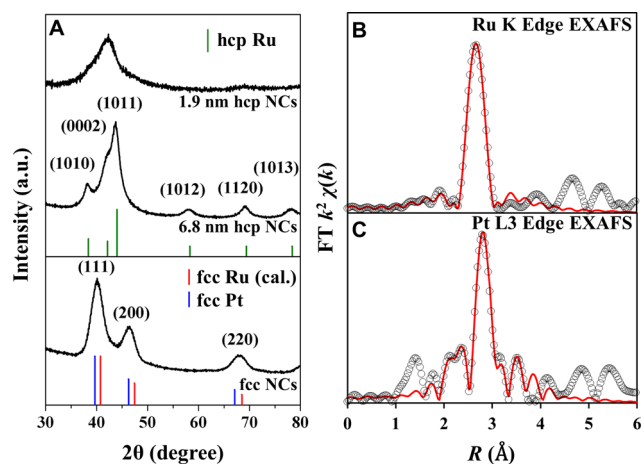 A
hcp Ru
1.9 nm hcp NCs
(1011)
(0002)
(1010)
(1013)
(1012)
(1120)
6.8 nm hcp NCs
(111)
fcc Ru (cal.)
fcc Pt
(200)
(220)
fcc NCs
30 40 50 60 70 80
2θ (degree)
Intensity (a.u.)
B
Ru K Edge EXAFS
C
Pt L3 Edge EXAFS
FT k² χ(k)
0 1 2 3 4 5 6
R (Å)